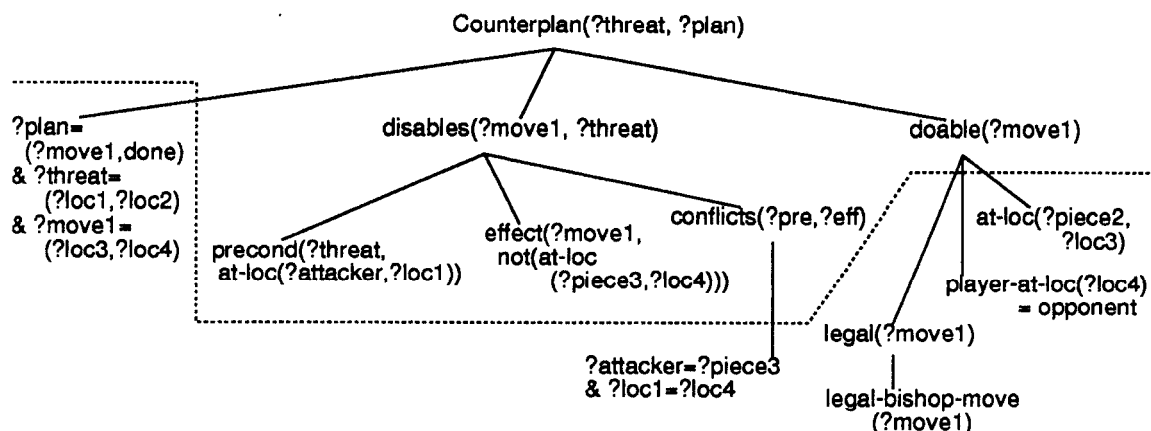 Counterplan(?threat, ?plan)
?plan=
(?move1,done)
& ?threat=
(?loc1,?loc2)
& ?move1=
(?loc3,?loc4)
disables(?move1, ?threat)
doable(?move1)
precond(?threat,
at-loc(?attacker,?loc1))
effect(?move1,
not(at-loc
(?piece3,?loc4)))
conflicts(?pre,?eff)
at-loc(?piece2,
?loc3)
player-at-loc(?loc4)
= opponent
legal(?move1)
?attacker=?piece3
& ?loc1=?loc4
legal-bishop-move
(?move1)